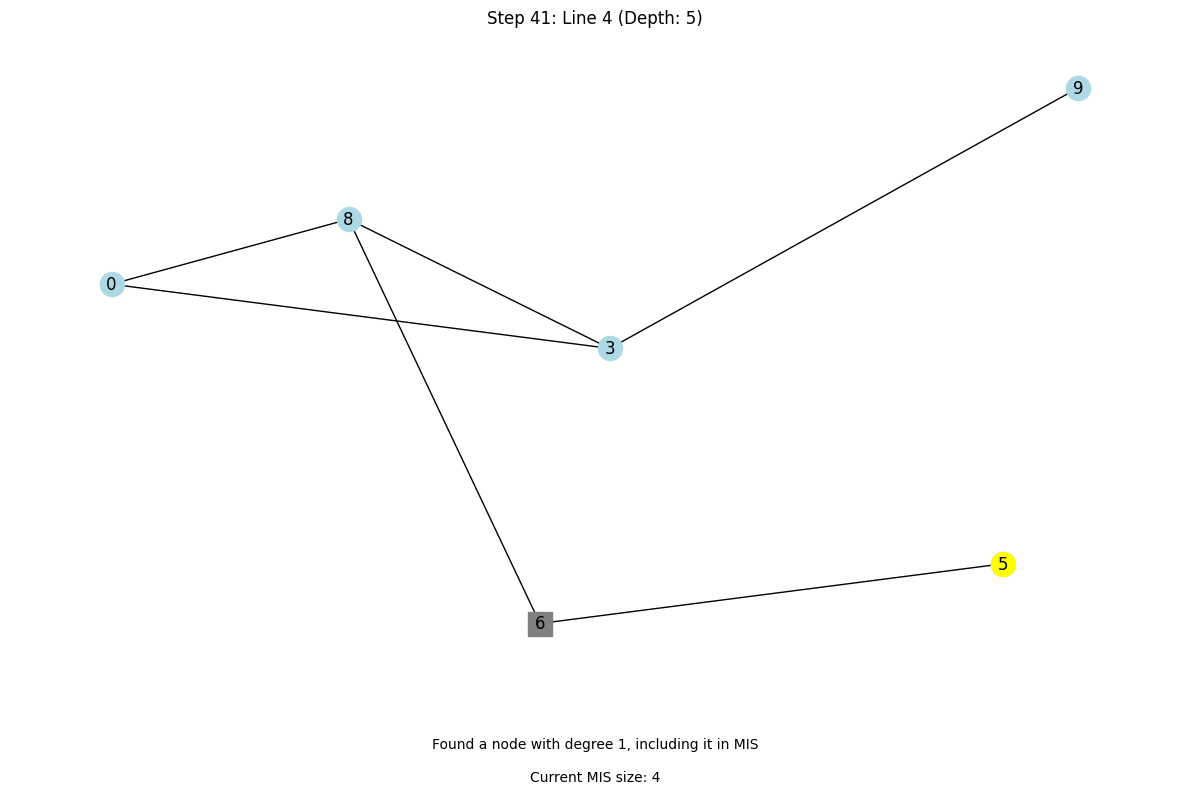 Step 41: Line 4 (Depth: 5)
9
8
0
3
5
6
Found a node with degree 1, including it in MIS
Current MIS size: 4